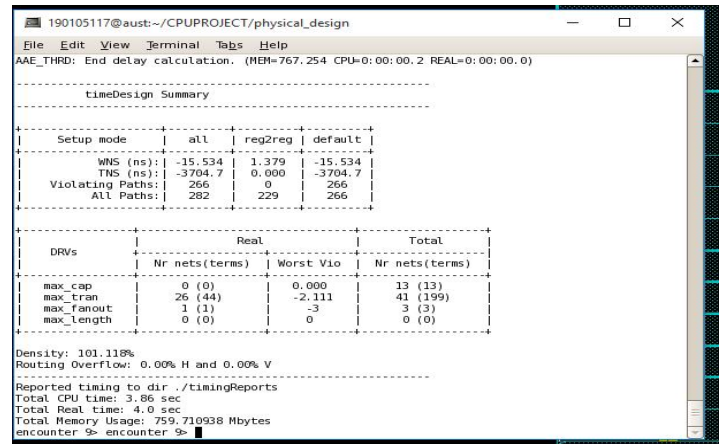 190105117@aust:~/CPUPROJECT/physical_design
File Edit View Terminal Tabs Help
AAE_THRD: End delay calculation. (MEM=767.254 CPU=0:00:00.2 REAL=0:00:00.0)
timeDesign Summary
Setup mode | all | reg2reg | default
WNS (ns):| -15.534 | 1.379 | -15.534
TNS (ns):| -3704.7 | 0.000 | -3704.7
Violating Paths:| 266 | 0 | 266
All Paths:| 282 | 229 | 266
DRVs | Real | Total
Nr nets(terms) | Worst Vio | Nr nets(terms)
max_cap | 0 (0) | 0.000 | 13 (13)
max_tran | 26 (44) | -2.111 | 41 (199)
max_fanout | 1 (1) | -3 | 3 (3)
max_length | 0 (0) | 0 | 0 (0)
Density: 101.118%
Routing Overflow: 0.00% H and 0.00% V
Reported timing to dir ./timingReports
Total CPU time: 3.86 sec
Total Real time: 4.0 sec
Total Memory Usage: 759.710938 Mbytes
encounter 9> encounter 9>